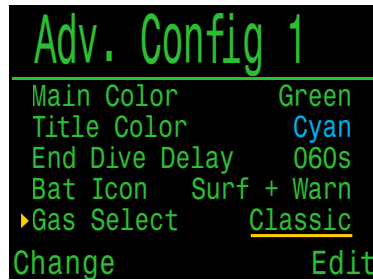 Adv. Config 1
Main Color Green
Title Color Cyan
End Dive Delay 060s
Bat Icon Surf + Warn
Gas Select Classic
Change Edit